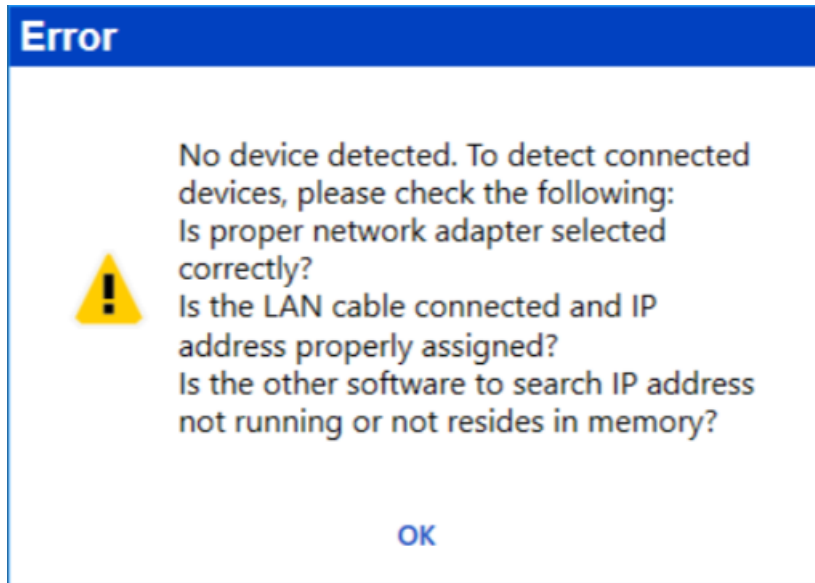 Error
No device detected. To detect connected
devices, please check the following:
Is proper network adapter selected
correctly?
Is the LAN cable connected and IP
address properly assigned?
Is the other software to search IP address
not running or not resides in memory?
OK